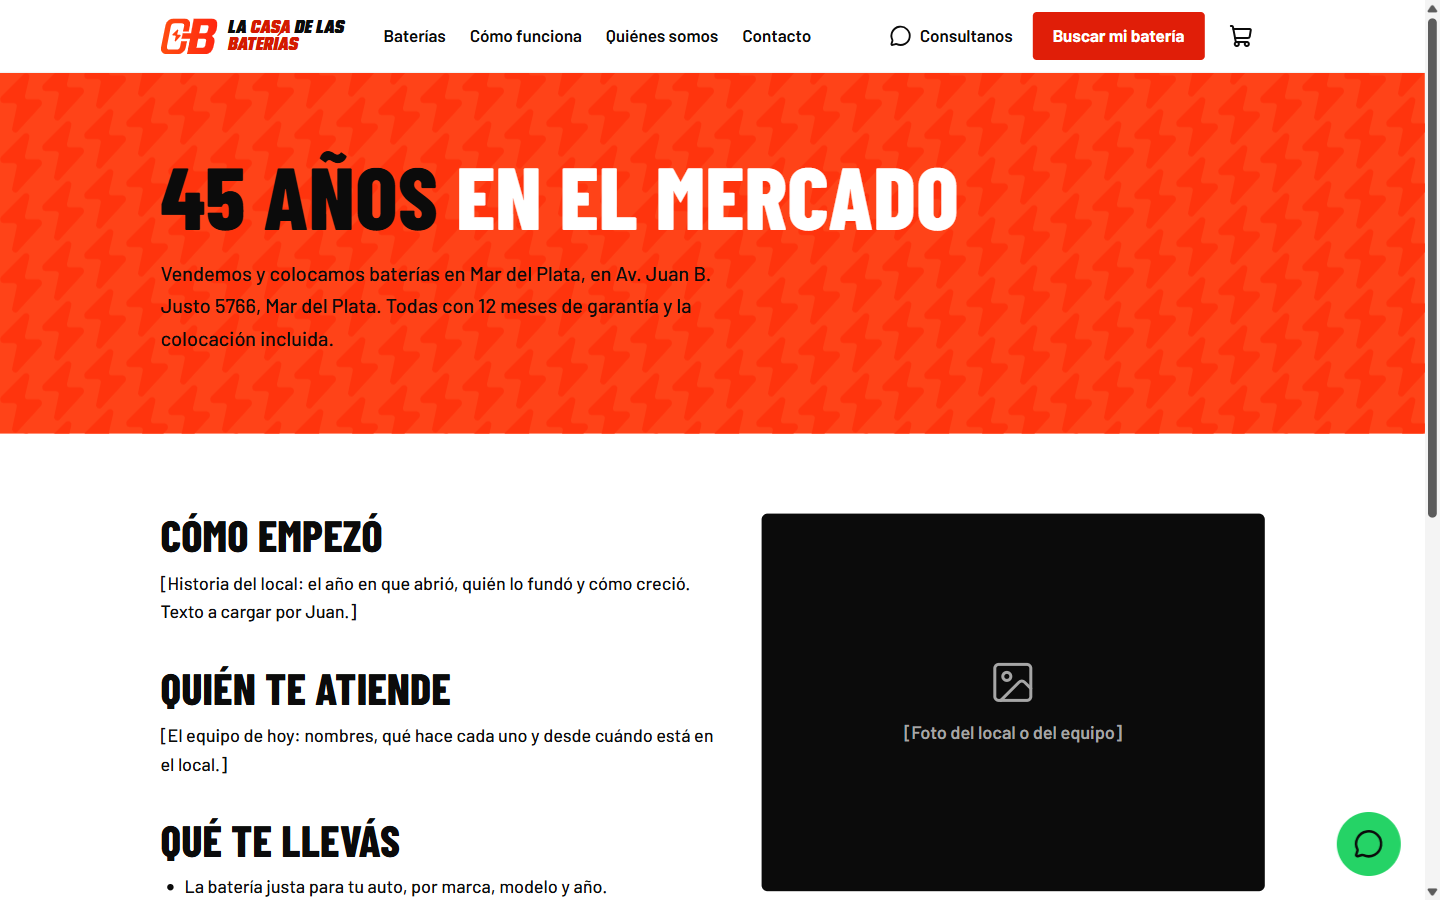 CB LA CASA DE LAS
BATERÍAS
Baterías Cómo funciona Quiénes somos Contacto Consultanos Buscar mi batería
45 AÑOS EN EL MERCADO
Vendemos y colocamos baterías en Mar del Plata, en Av. Juan B.
Justo 5766, Mar del Plata. Todas con 12 meses de garantía y la
colocación incluida.
CÓMO EMPEZÓ
[Historia del local: el año en que abrió, quién lo fundó y cómo creció.
Texto a cargar por Juan.]
QUIÉN TE ATIENDE
[El equipo de hoy: nombres, qué hace cada uno y desde cuándo está en
el local.]
QUÉ TE LLEVÁS
• La batería justa para tu auto, por marca, modelo y año.
[Foto del local o del equipo]